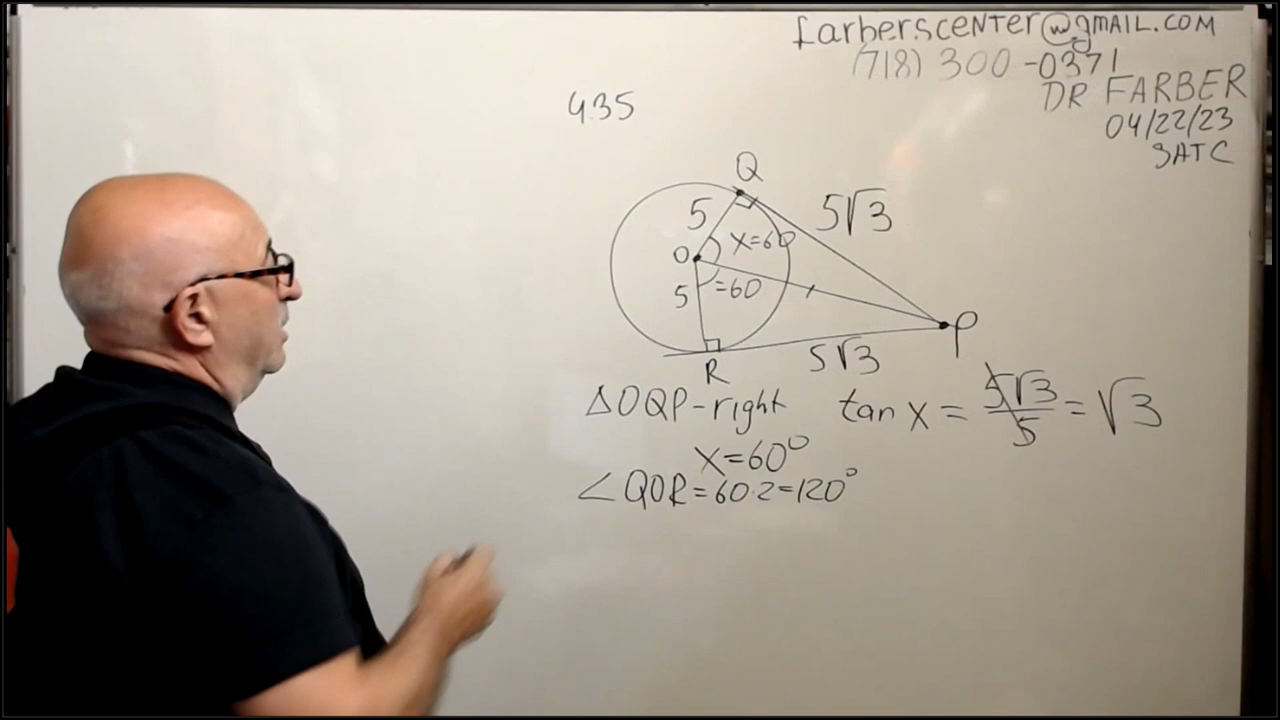 farberscenter@gmail.com
(718) 300-0371
DR FARBER
04/22/23
SATC
435
Q
5√3
5
x=60
O
=60
5
P
5√3
R
△OQP-right tan x = 5√3/5 = √3
x=60°
∠QOR=60·2=120°